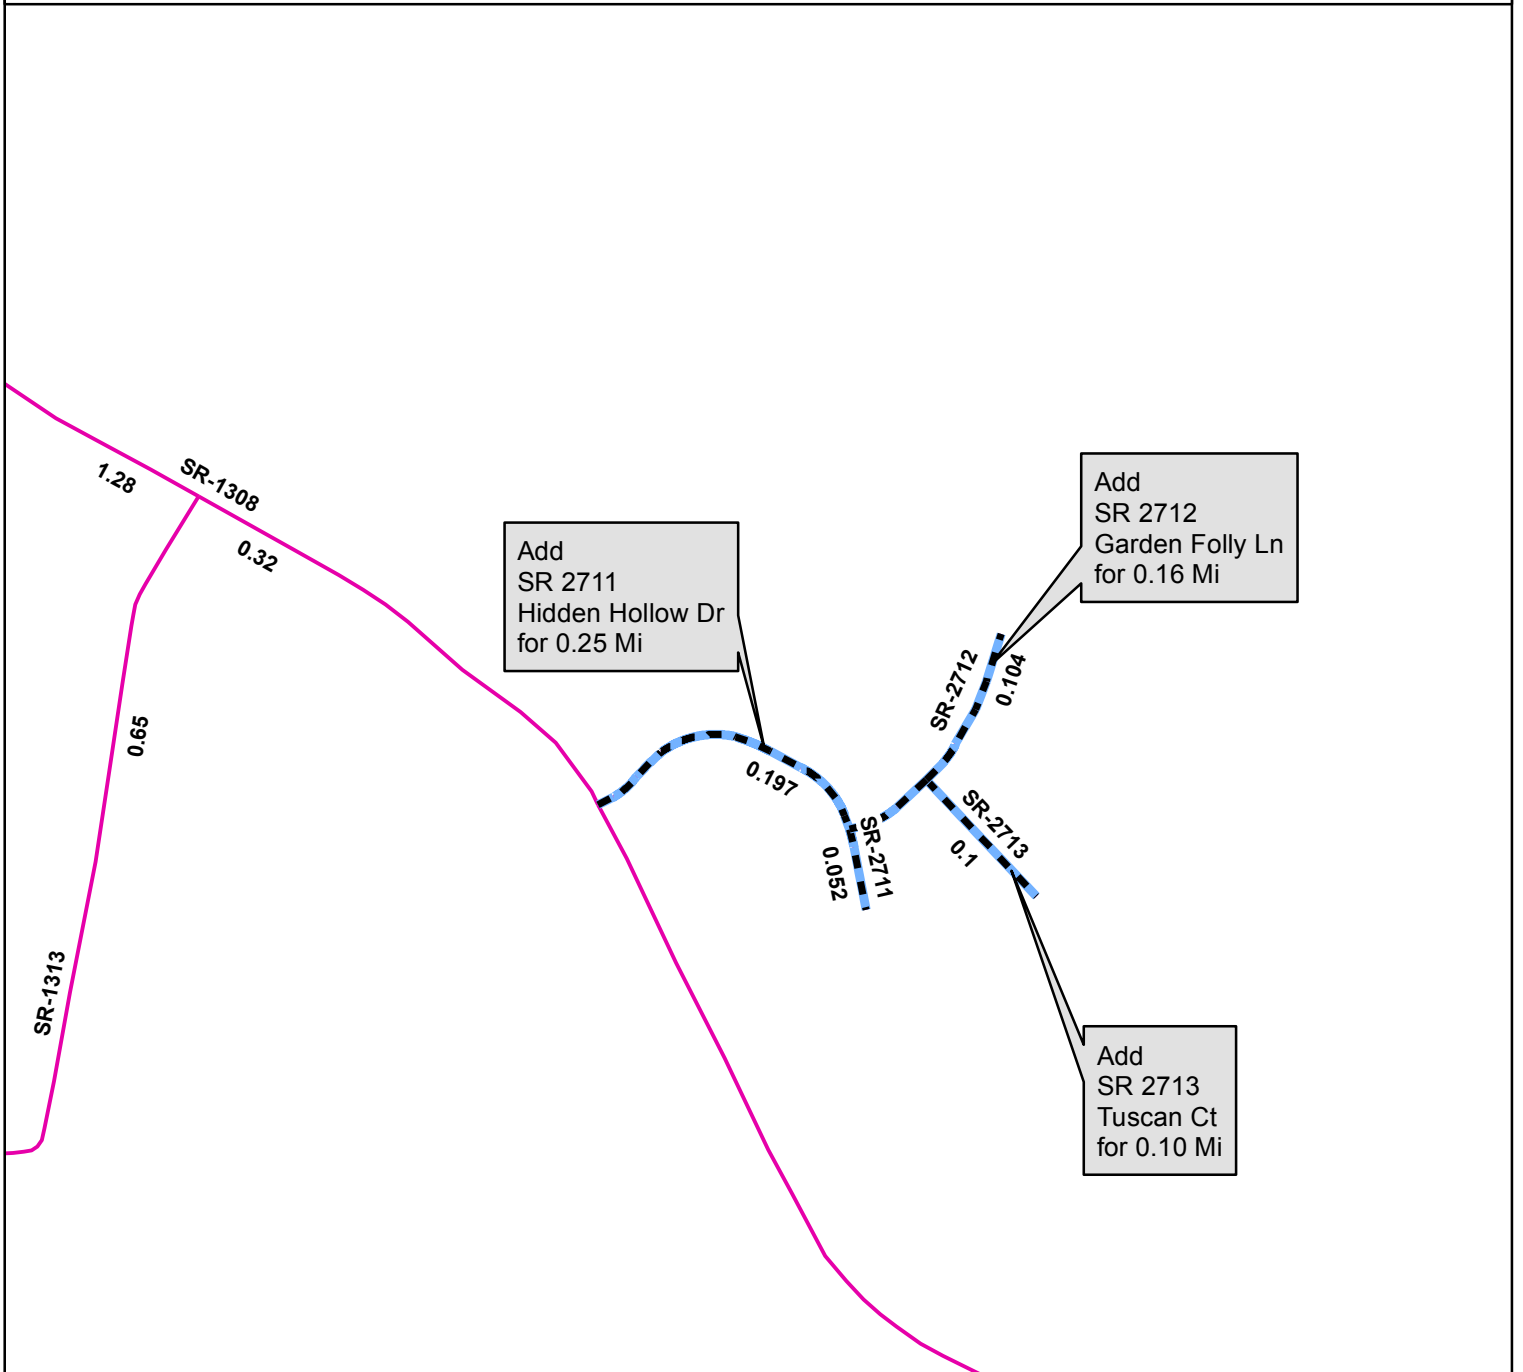 SR-1308
1.28
0.32
Add
SR 2712
Garden Folly Ln
for 0.16 Mi
Add
SR 2711
Hidden Hollow Dr
for 0.25 Mi
SR-2712
0.104
0.65
0.197
SR-2713
0.1
SR-2711
0.052
SR-1313
Add
SR 2713
Tuscan Ct
for 0.10 Mi